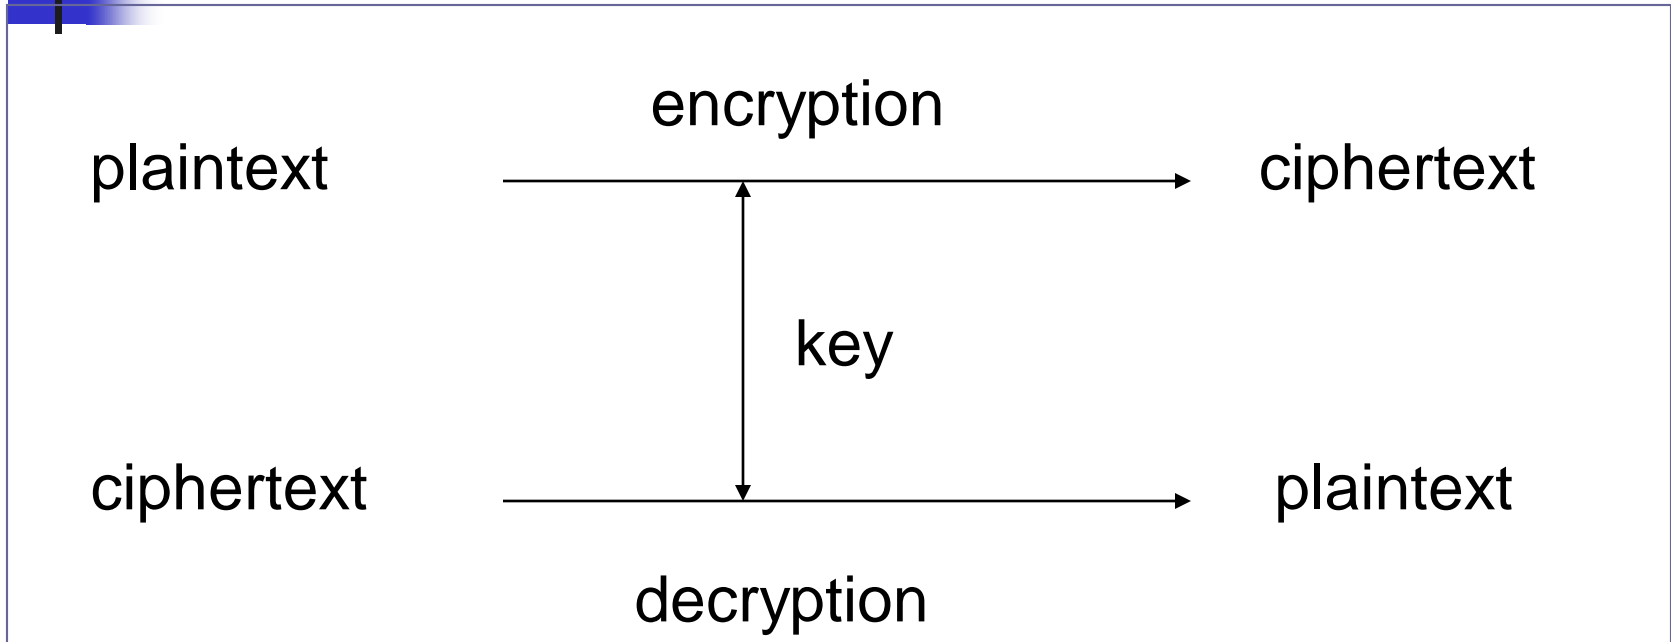 encryption
plaintext ciphertext
key
ciphertext plaintext
decryption